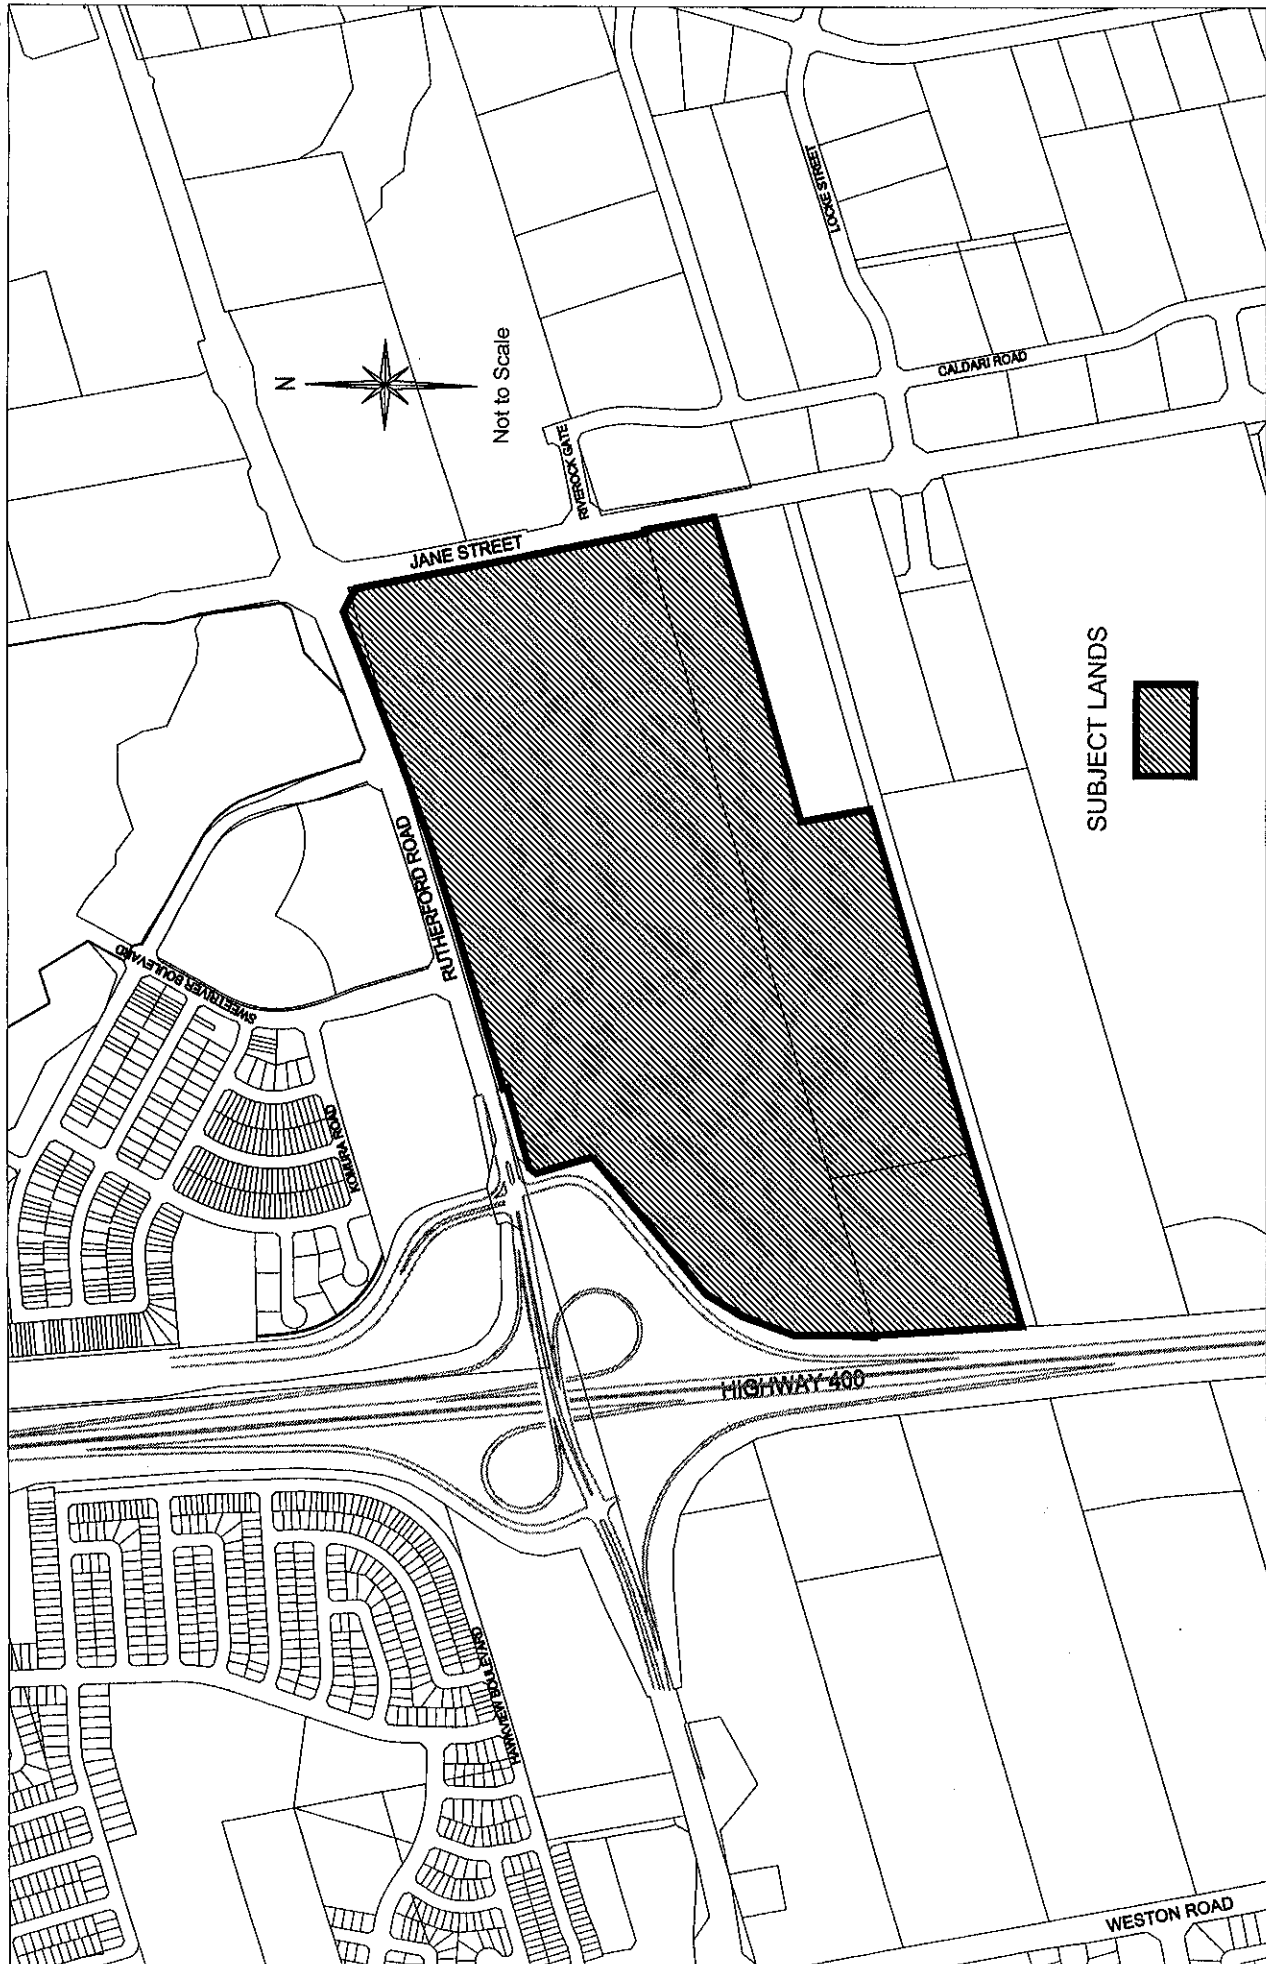 LOCKE STREET
CALDARI ROAD
N
Not to Scale
RIVEROCK GATE
JANE STREET
SUBJECT LANDS
RUTHERFORD ROAD
SWEETRIVER BOULEVARD
KOMURA ROAD
HIGHWAY 400
HAWKVIEW BOULEVARD
WESTON ROAD